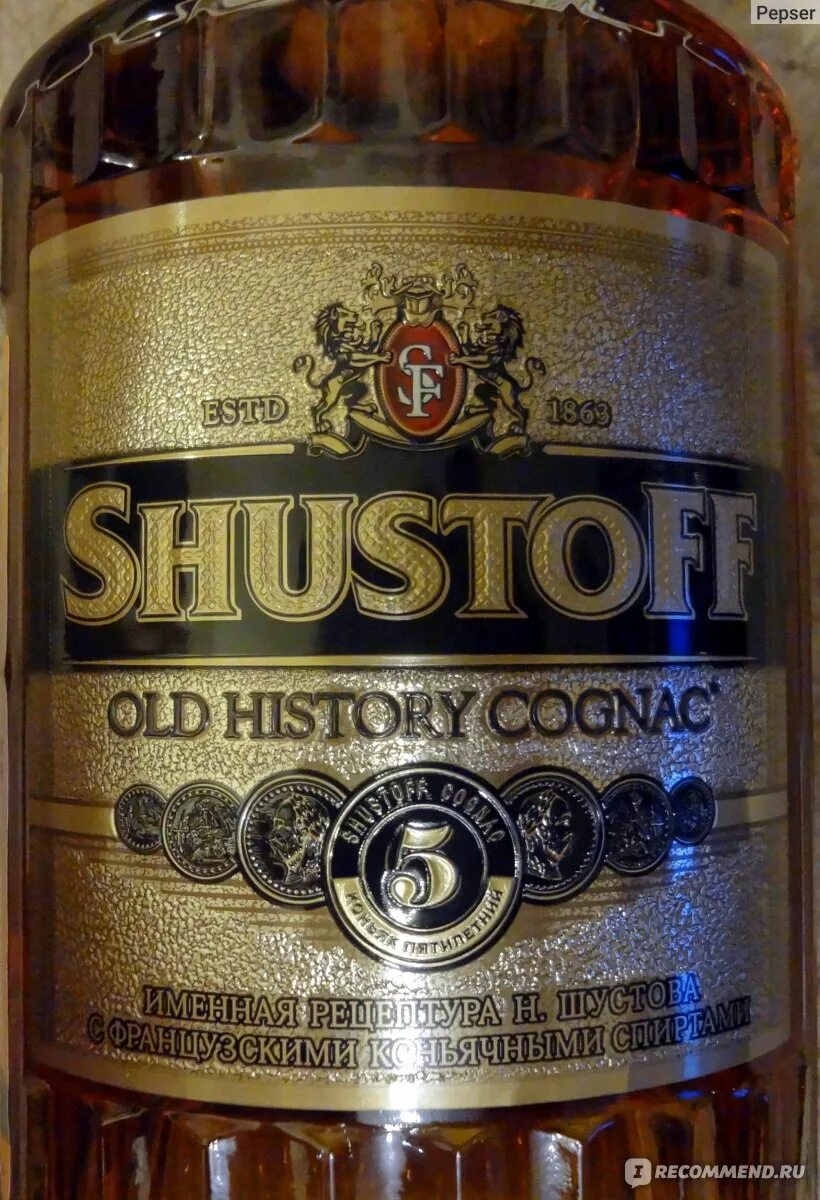 Pepser
SF
ESTD 1863
SHUSTOFF
OLD HISTORY COGNAC*
SHUSTOFF COGNAC
5
КОНЬЯК ПЯТИЛЕТНИЙ
ИМЕННАЯ РЕЦЕПТУРА Н. ШУСТОВА
С ФРАНЦУЗСКИМИ КОНЬЯЧНЫМИ СПИРТАМИ
IRECOMMEND.RU